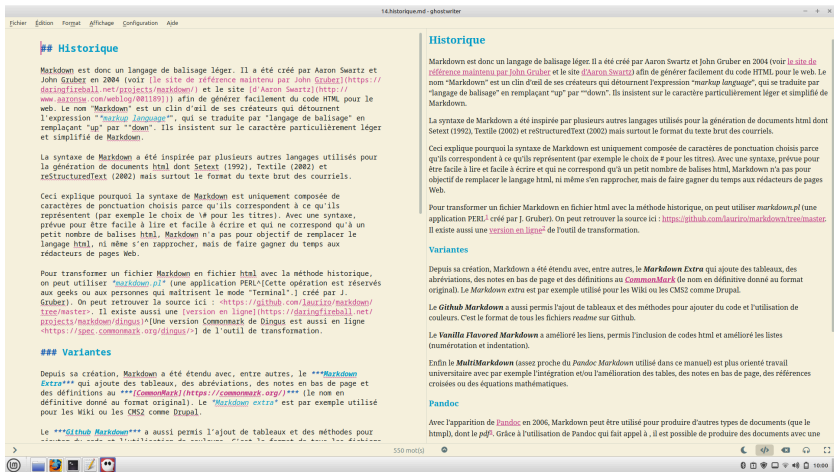 14.historique.md - ghostwriter
Fichier Édition Format Affichage Configuration Aide
## Historique
Markdown est donc un langage de balisage léger. Il a été créé par Aaron Swartz et
John Gruber en 2004 (voir [le site de référence maintenu par John Gruber](https://
daringfireball.net/projects/markdown/) et le site [d'Aaron Swartz](http://
www.aaronsw.com/weblog/001189)) afin de générer facilement du code HTML pour le
web. Le nom "Markdown" est un clin d'œil de ses créateurs qui détournent
l'expression "*markup language*", qui se traduit par "langage de balisage" en
remplaçant "up" par ""down". Ils insistent sur le caractère particulièrement léger
et simplifié de Markdown.
La syntaxe de Markdown a été inspirée par plusieurs autres langages utilisés pour
la génération de documents html dont Setext (1992), Textile (2002) et
reStructuredText (2002) mais surtout le format du texte brut des courriels.
Ceci explique pourquoi la syntaxe de Markdown est uniquement composée de
caractères de ponctuation choisis parce qu'ils correspondent à ce qu'ils
représentent (par exemple le choix de \# pour les titres). Avec une syntaxe,
prévue pour être facile à lire et facile à écrire et qui ne correspond qu'à un
petit nombre de balises html, Markdown n'a pas pour objectif de remplacer le
langage html, ni même s'en rapprocher, mais de faire gagner du temps aux
rédacteurs de pages Web.
Pour transformer un fichier Markdown en fichier html avec la méthode historique,
on peut utiliser *markdown.pl* (une application PERL^[Cette opération est réservés
aux geeks ou aux personnes qui maîtrisent le mode "Terminal".] créé par J.
Gruber). On peut retrouver la source ici : <https://github.com/lauriro/markdown/
tree/master>. Il existe aussi une [version en ligne](https://daringfireball.net/
projects/markdown/dingus)^[Une version Commonmark de Dingus est aussi en ligne
<https://spec.commonmark.org/dingus/>] de l'outil de transformation.
### Variantes
Depuis sa création, Markdown a été étendu avec, entre autres, le ***Markdown
Extra*** qui ajoute des tableaux, des abréviations, des notes en bas de page et
des définitions au ***[CommonMark](https://commonmark.org/)*** (le nom en
définitive donné au format original). Le *Markdown extra* est par exemple utilisé
pour les Wiki ou les CMS2 comme Drupal.
Le ***Github Markdown*** a aussi permis l'ajout de tableaux et des méthodes pour
Historique
Markdown est donc un langage de balisage léger. Il a été créé par Aaron Swartz et John Gruber en 2004 (voir le site de
référence maintenu par John Gruber et le site d'Aaron Swartz) afin de générer facilement du code HTML pour le web. Le
nom “Markdown” est un clin d'œil de ses créateurs qui détournent l'expression “markup language”, qui se traduite par
“langage de balisage” en remplaçant “up” par ““down”. Ils insistent sur le caractère particulièrement léger et simplifié de
Markdown.
La syntaxe de Markdown a été inspirée par plusieurs autres langages utilisés pour la génération de documents html dont
Setext (1992), Textile (2002) et reStructuredText (2002) mais surtout le format du texte brut des courriels.
Ceci explique pourquoi la syntaxe de Markdown est uniquement composée de caractères de ponctuation choisis parce
qu'ils correspondent à ce qu'ils représentent (par exemple le choix de # pour les titres). Avec une syntaxe, prévue pour
être facile à lire et facile à écrire et qui ne correspond qu'à un petit nombre de balises html, Markdown n'a pas pour
objectif de remplacer le langage html, ni même s'en rapprocher, mais de faire gagner du temps aux rédacteurs de pages
Web.
Pour transformer un fichier Markdown en fichier html avec la méthode historique, on peut utiliser markdown.pl (une
application PERL1 créé par J. Gruber). On peut retrouver la source ici : https://github.com/lauriro/markdown/tree/master.
Il existe aussi une version en ligne2 de l'outil de transformation.
Variantes
Depuis sa création, Markdown a été étendu avec, entre autres, le Markdown Extra qui ajoute des tableaux, des
abréviations, des notes en bas de page et des définitions au CommonMark (le nom en définitive donné au format
original). Le Markdown extra est par exemple utilisé pour les Wiki ou les CMS2 comme Drupal.
Le Github Markdown a aussi permis l'ajout de tableaux et des méthodes pour ajouter du code et l'utilisation de
couleurs. C'est le format de tous les fichiers readme sur Github.
Le Vanilla Flavored Markdown a amélioré les liens, permis l'inclusion de codes html et amélioré les listes
(numérotation et indentation).
Enfin le MultiMarkdown (assez proche du Pandoc Markdown utilisé dans ce manuel) est plus orienté travail
universitaire avec par exemple l'intégration et/ou l'amélioration des tables, des notes en bas de page, des références
croisées ou des équations mathématiques.
Pandoc
Avec l'apparition de Pandoc en 2006, Markdown peut être utilisé pour produire d'autres types de documents (que le
html), dont le pdf3. Grâce à l'utilisation de Pandoc qui fait appel à , il est possible de produire des documents avec une
550 mot(s)
10:00